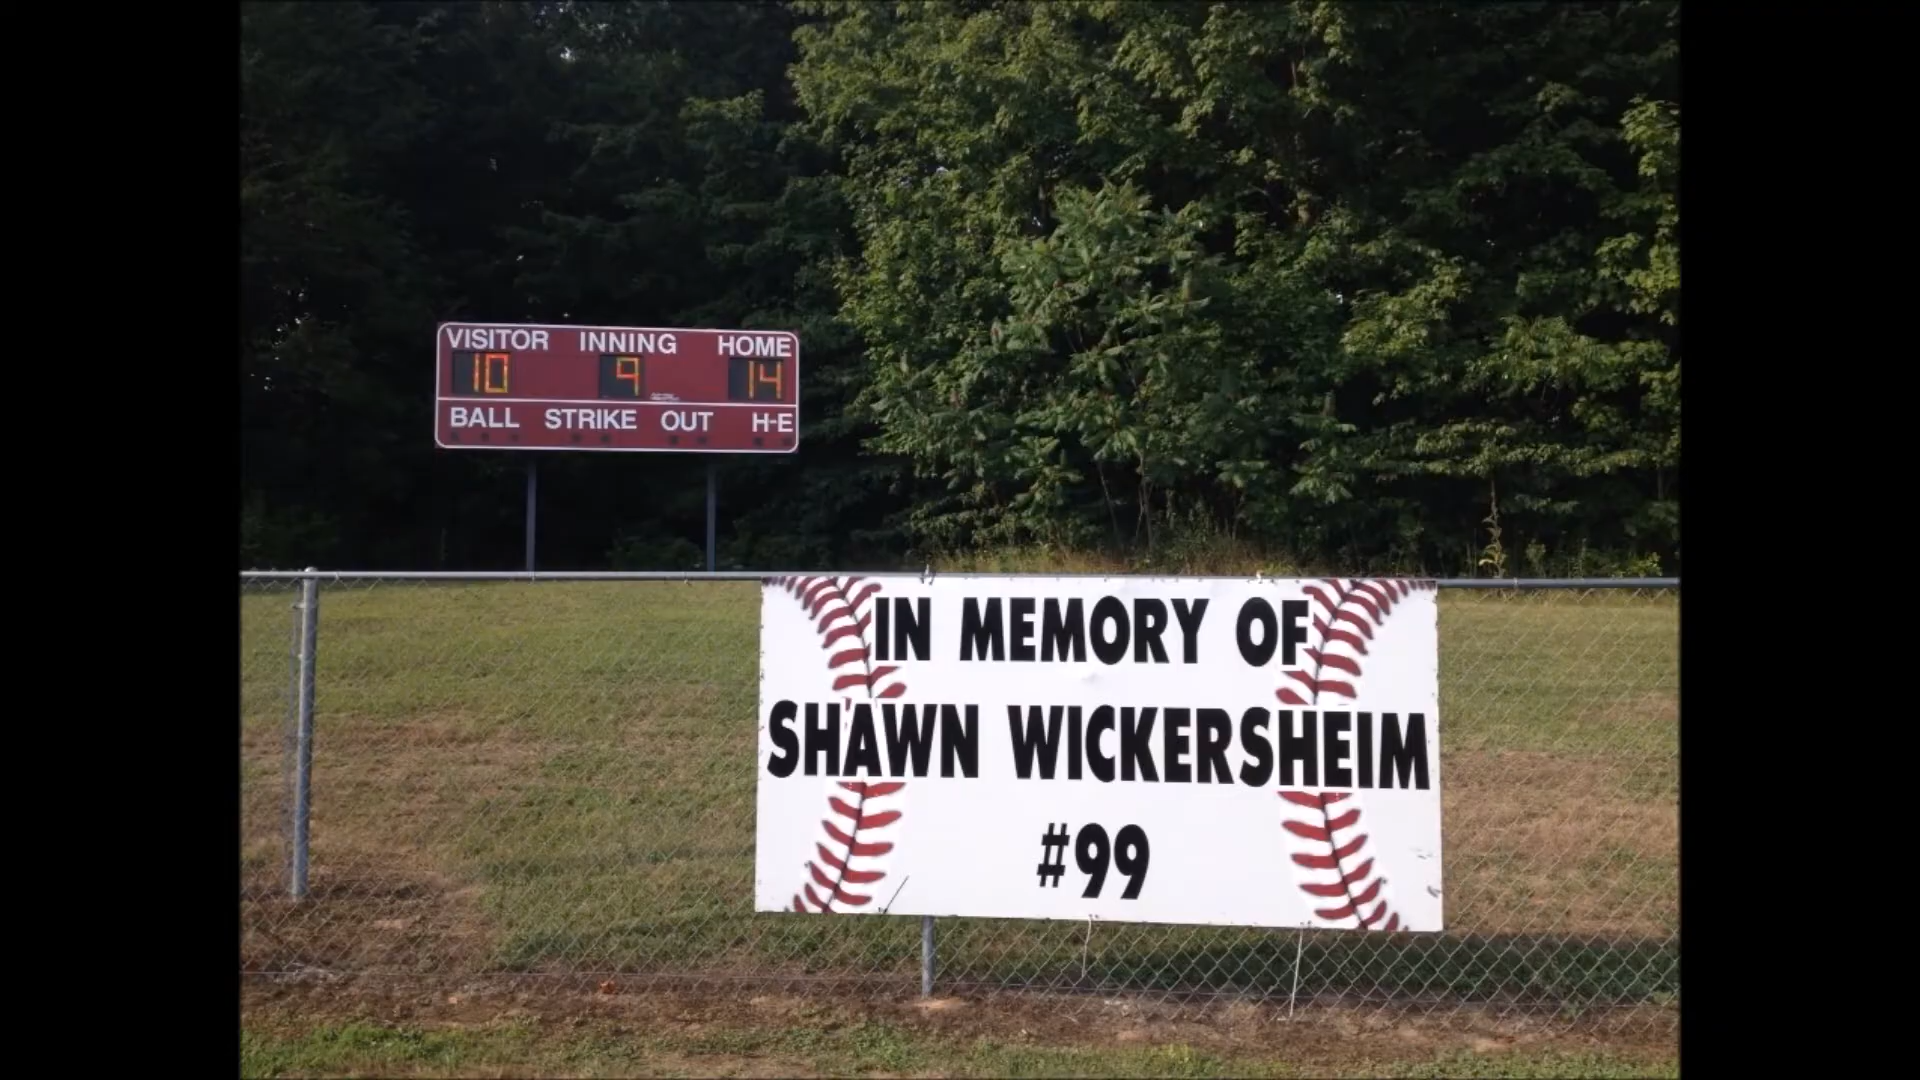 VISITOR INNING HOME
10 9 14
BALL STRIKE OUT H-E
IN MEMORY OF
SHAWN WICKERSHEIM
#99